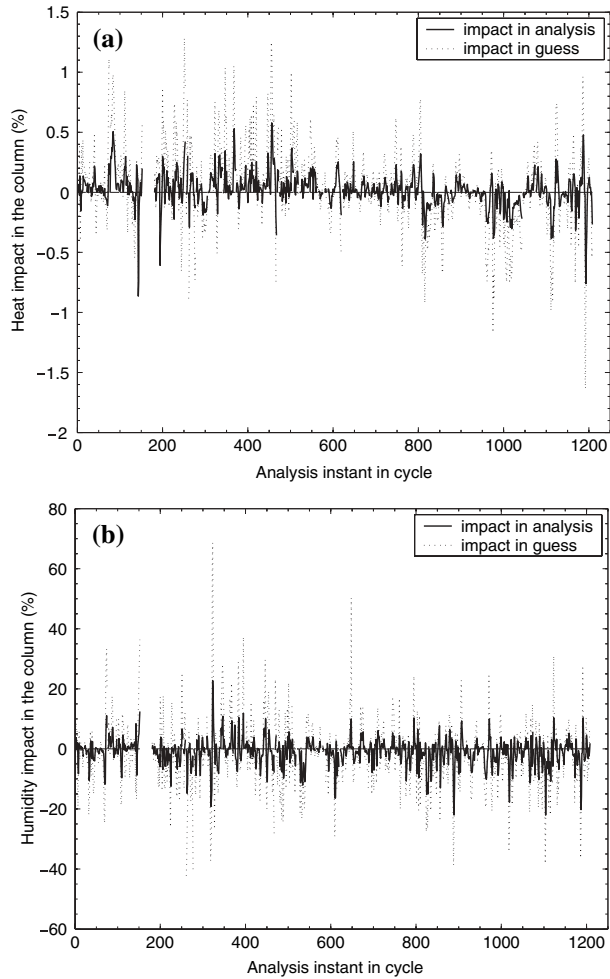 1.5
(a)
impact in analysis
impact in guess
1
0.5
0
−0.5
−1
−1.5
−2
Heat impact in the column (%)
0 200 400 600 800 1000 1200
Analysis instant in cycle
80
(b)
impact in analysis
impact in guess
60
40
20
0
−20
−40
−60
Humidity impact in the column (%)
0 200 400 600 800 1000 1200
Analysis instant in cycle